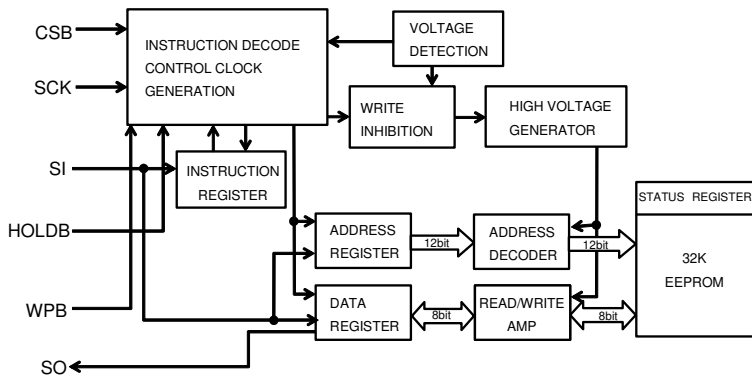 CSB
SCK
SI
HOLDB
WPB
SO
INSTRUCTION DECODE
CONTROL CLOCK
GENERATION
VOLTAGE
DETECTION
WRITE
INHIBITION
HIGH VOLTAGE
GENERATOR
INSTRUCTION
REGISTER
ADDRESS
REGISTER
12bit
ADDRESS
DECODER
12bit
DATA
REGISTER
8bit
READ/WRITE
AMP
8bit
STATUS REGISTER
32K
EEPROM